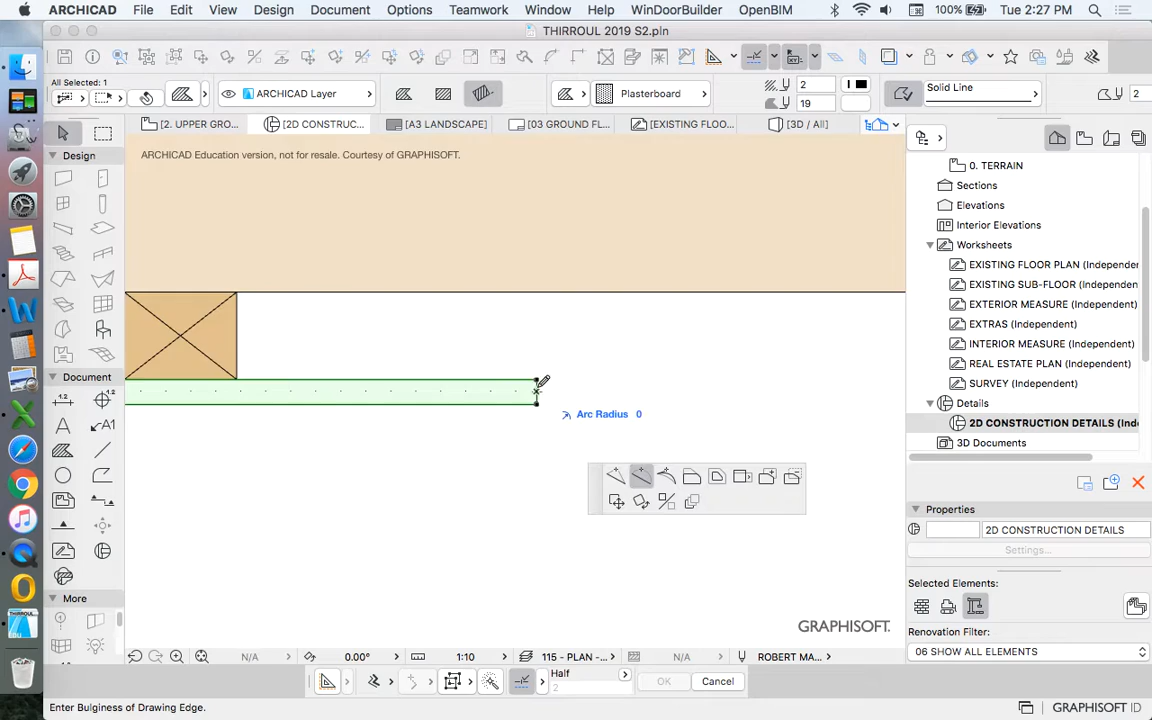 ARCHICAD File Edit View Design Document Options Teamwork Window Help WinDoorBuilder OpenBIM 100% Tue 2:27 PM
THIRROUL 2019 S2.pln
All Selected: 1
ARCHICAD Layer
Plasterboard
2
19
Solid Line
2
[2. UPPER GRO...
[2D CONSTRUC...
[A3 LANDSCAPE]
[03 GROUND FL...
[EXISTING FLOO...
[3D / All]
Design
Document
More
ARCHICAD Education version, not for resale. Courtesy of GRAPHISOFT.
Arc Radius 0
GRAPHISOFT.
0. TERRAIN
Sections
Elevations
Interior Elevations
Worksheets
EXISTING FLOOR PLAN (Independer
EXISTING SUB-FLOOR (Independent
EXTERIOR MEASURE (Independent)
EXTRAS (Independent)
INTERIOR MEASURE (Independent)
REAL ESTATE PLAN (Independent)
SURVEY (Independent)
Details
2D CONSTRUCTION DETAILS (Ind
3D Documents
Properties
2D CONSTRUCTION DETAILS
Settings...
Selected Elements:
Renovation Filter:
06 SHOW ALL ELEMENTS
N/A 0.00° 1:10 115 - PLAN -... N/A ROBERT MA...
Half
2
OK
Cancel
Enter Bulginess of Drawing Edge.
GRAPHISOFT ID